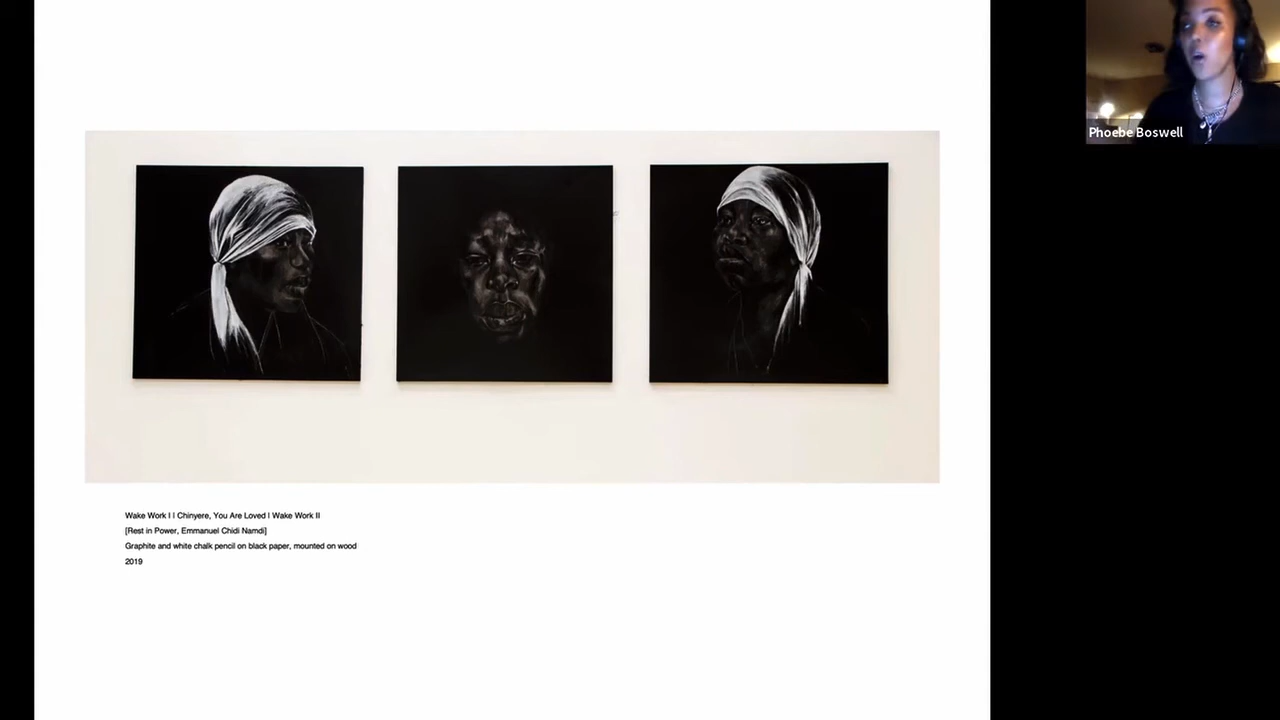 Phoebe Boswell
Wake Work I | Chinyere, You Are Loved | Wake Work II
[Rest in Power, Emmanuel Chidi Namdi]
Graphite and white chalk pencil on black paper, mounted on wood
2019